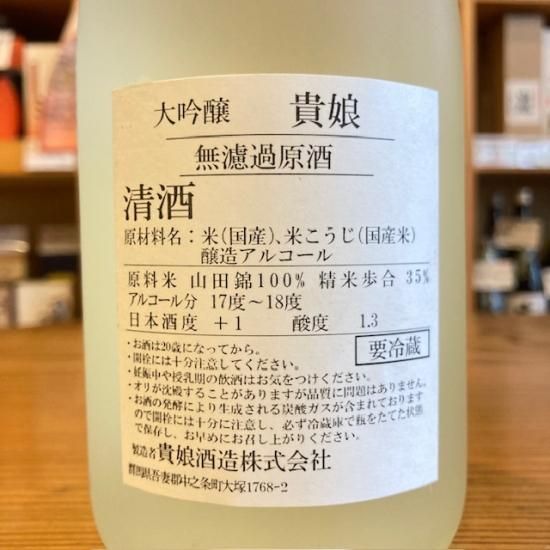 大吟醸 貴娘
無濾過原酒
清酒
原材料名：米（国産）、米こうじ（国産米）
醸造アルコール
原料米 山田錦100% 精米歩合 35%
アルコール分 17度〜18度
日本酒度 ＋1 酸度 1.3
・お酒は20歳になってから。
・開栓には十分注意してください。
要冷蔵
・妊娠中や授乳期の飲酒はお気をつけください。
・オリが沈殿することがありますが品質に問題はありません。
・お酒の発酵により生成される炭酸ガスが含まれております
ので開栓には十分に注意し、必ず冷蔵庫で瓶をたてた状態
で保存し、お早めにお召し上がりください。
製造者 貴娘酒造株式会社
群馬県吾妻郡中之条町大塚1768-2